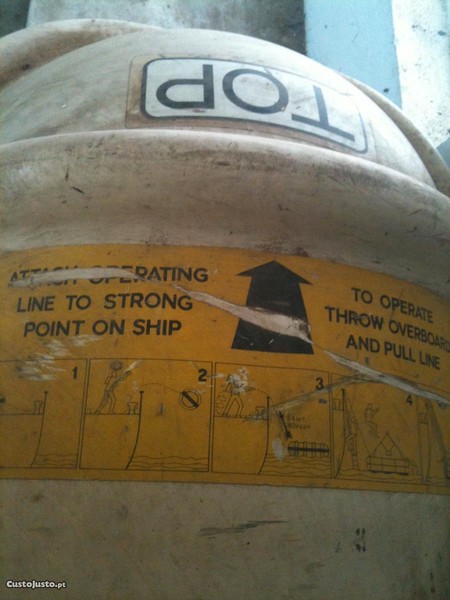 TOP
ATTACH OPERATING
LINE TO STRONG
POINT ON SHIP
TO OPERATE
THROW OVERBOARD
AND PULL LINE
1
2
3
4
CustoJusto.pt